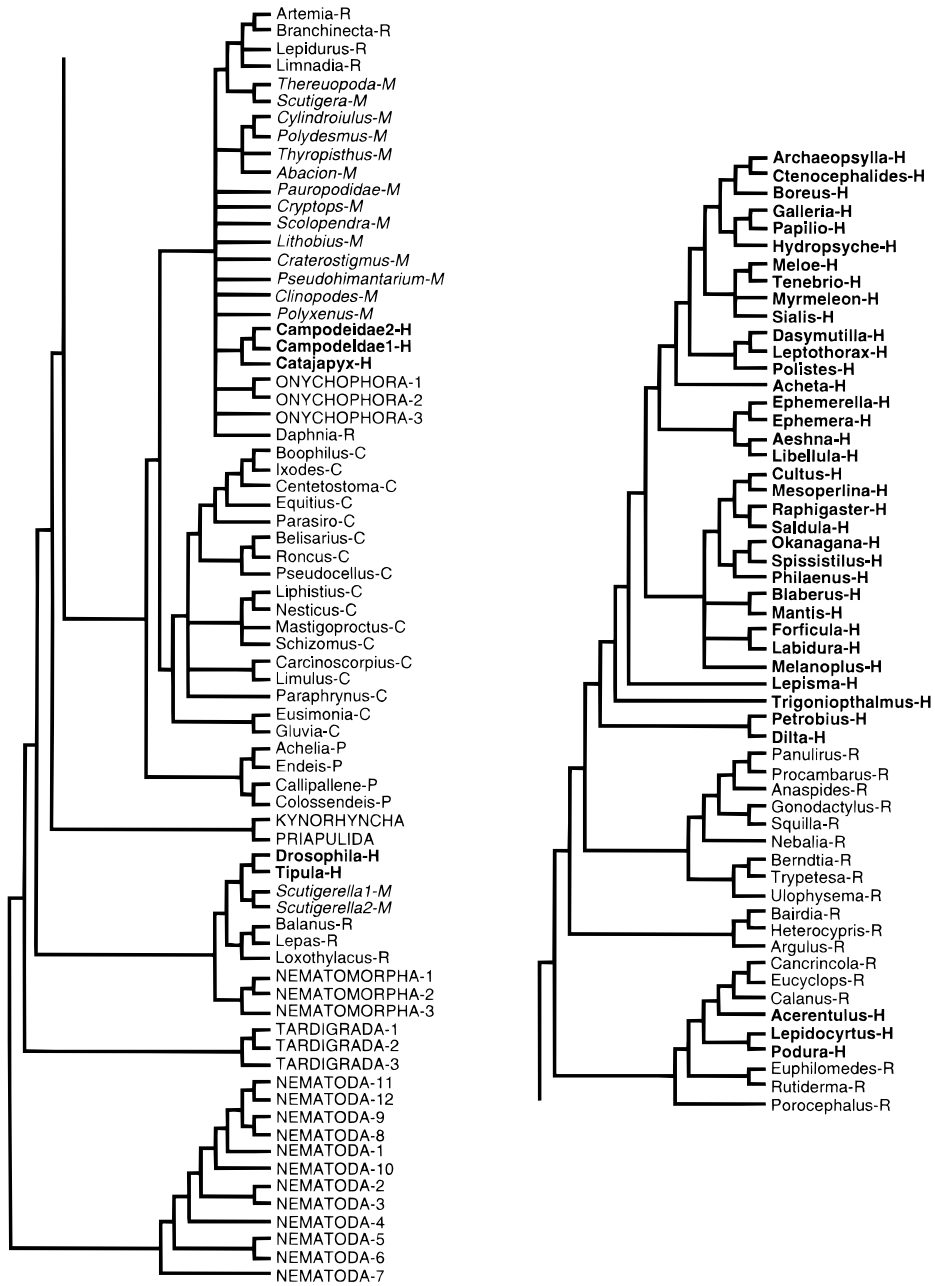 Artemia-R
Branchinecta-R
Lepidurus-R
Limnadia-R
Thereuopoda-M
Scutigera-M
Cylindroiulus-M
Polydesmus-M
Thyropisthus-M
Abacion-M
Pauropodidae-M
Cryptops-M
Scolopendra-M
Lithobius-M
Craterostigmus-M
Pseudohimantarium-M
Clinopodes-M
Polyxenus-M
Campodeidae2-H
CampodeIdae1-H
Catajapyx-H
ONYCHOPHORA-1
ONYCHOPHORA-2
ONYCHOPHORA-3
Daphnia-R
Boophilus-C
Ixodes-C
Centetostoma-C
Equitius-C
Parasiro-C
Belisarius-C
Roncus-C
Pseudocellus-C
Liphistius-C
Nesticus-C
Mastigoproctus-C
Schizomus-C
Carcinoscorpius-C
Limulus-C
Paraphrynus-C
Eusimonia-C
Gluvia-C
Achelia-P
Endeis-P
Callipallene-P
Colossendeis-P
KYNORHYNCHA
PRIAPULIDA
Drosophila-H
Tipula-H
Scutigerella1-M
Scutigerella2-M
Balanus-R
Lepas-R
Loxothylacus-R
NEMATOMORPHA-1
NEMATOMORPHA-2
NEMATOMORPHA-3
TARDIGRADA-1
TARDIGRADA-2
TARDIGRADA-3
NEMATODA-11
NEMATODA-12
NEMATODA-9
NEMATODA-8
NEMATODA-1
NEMATODA-10
NEMATODA-2
NEMATODA-3
NEMATODA-4
NEMATODA-5
NEMATODA-6
NEMATODA-7
Archaeopsylla-H
Ctenocephalides-H
Boreus-H
Galleria-H
Papilio-H
Hydropsyche-H
Meloe-H
Tenebrio-H
Myrmeleon-H
Sialis-H
Dasymutilla-H
Leptothorax-H
Polistes-H
Acheta-H
Ephemerella-H
Ephemera-H
Aeshna-H
Libellula-H
Cultus-H
Mesoperlina-H
Raphigaster-H
Saldula-H
Okanagana-H
Spissistilus-H
Philaenus-H
Blaberus-H
Mantis-H
Forficula-H
Labidura-H
Melanoplus-H
Lepisma-H
Trigoniopthalmus-H
Petrobius-H
Dilta-H
Panulirus-R
Procambarus-R
Anaspides-R
Gonodactylus-R
Squilla-R
Nebalia-R
Berndtia-R
Trypetesa-R
Ulophysema-R
Bairdia-R
Heterocypris-R
Argulus-R
Cancrincola-R
Eucyclops-R
Calanus-R
Acerentulus-H
Lepidocyrtus-H
Podura-H
Euphilomedes-R
Rutiderma-R
Porocephalus-R